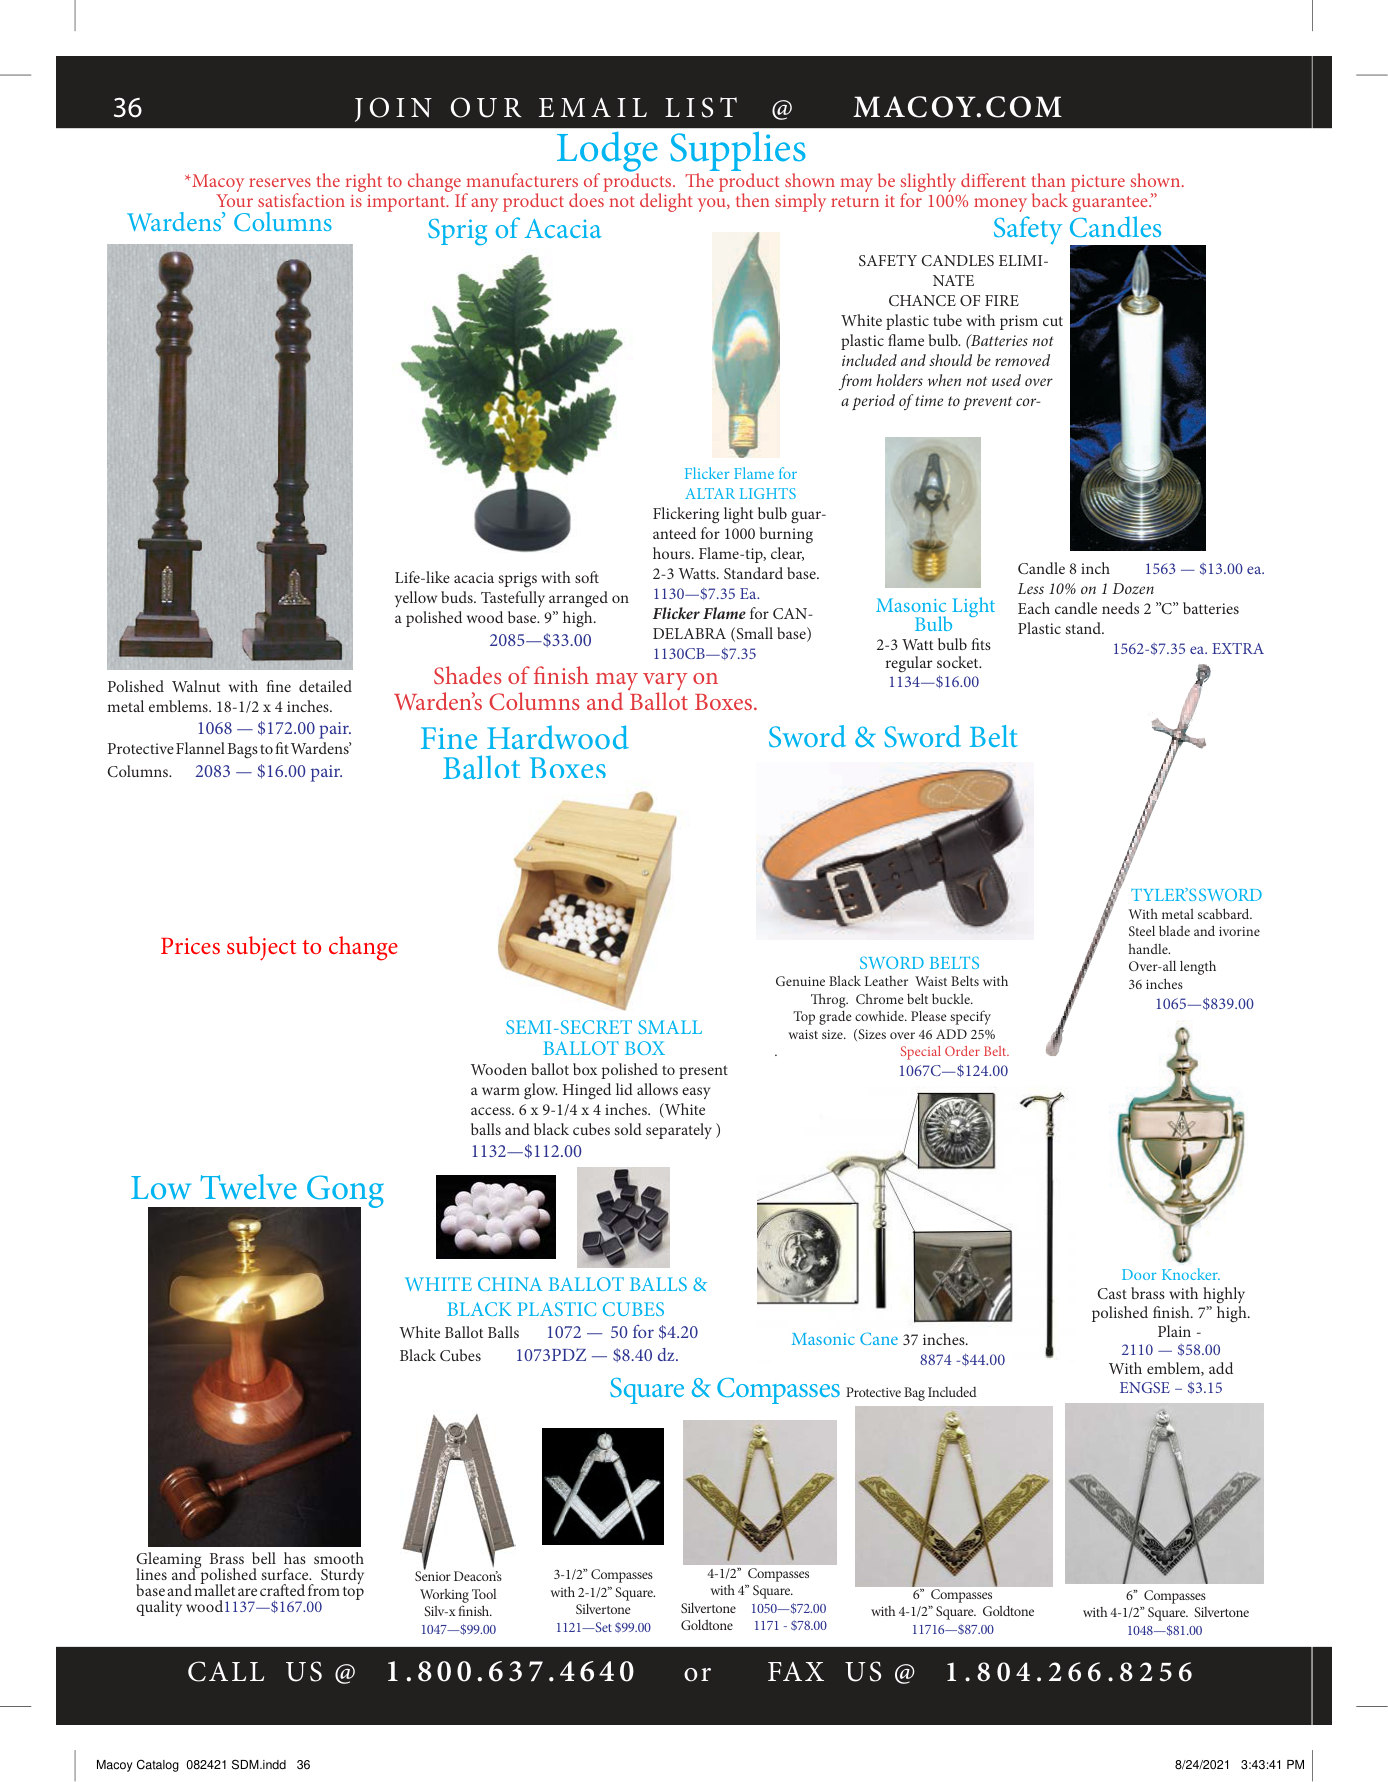 36
JOIN OUR EMAIL LIST @ MACOY.COM
Lodge Supplies
*Macoy reserves the right to change manufacturers of products. The product shown may be slightly different than picture shown.
Your satisfaction is important. If any product does not delight you, then simply return it for 100% money back guarantee.”
Wardens’ Columns
Polished Walnut with fine detailed
metal emblems. 18-1/2 x 4 inches.
1068 — $172.00 pair.
Protective Flannel Bags to fit Wardens’
Columns. 2083 — $16.00 pair.
Sprig of Acacia
Life-like acacia sprigs with soft
yellow buds. Tastefully arranged on
a polished wood base. 9” high.
2085—$33.00
Flicker Flame for
ALTAR LIGHTS
Flickering light bulb guar-
anteed for 1000 burning
hours. Flame-tip, clear,
2-3 Watts. Standard base.
1130—$7.35 Ea.
Flicker Flame for CAN-
DELABRA (Small base)
1130CB—$7.35
Safety Candles
SAFETY CANDLES ELIMI-
NATE
CHANCE OF FIRE
White plastic tube with prism cut
plastic flame bulb. (Batteries not
included and should be removed
from holders when not used over
a period of time to prevent cor-
Masonic Light
Bulb
2-3 Watt bulb fits
regular socket.
1134—$16.00
Candle 8 inch 1563 — $13.00 ea.
Less 10% on 1 Dozen
Each candle needs 2 ”C” batteries
Plastic stand.
1562-$7.35 ea. EXTRA
Shades of finish may vary on
Warden’s Columns and Ballot Boxes.
Fine Hardwood
Ballot Boxes
Prices subject to change
SEMI-SECRET SMALL
BALLOT BOX
Wooden ballot box polished to present
a warm glow. Hinged lid allows easy
access. 6 x 9-1/4 x 4 inches. (White
balls and black cubes sold separately )
1132—$112.00
Sword & Sword Belt
SWORD BELTS
Genuine Black Leather Waist Belts with
Throg. Chrome belt buckle.
Top grade cowhide. Please specify
waist size. (Sizes over 46 ADD 25%
. Special Order Belt.
1067C—$124.00
TYLER’SSWORD
With metal scabbard.
Steel blade and ivorine
handle.
Over-all length
36 inches
1065—$839.00
Low Twelve Gong
Gleaming Brass bell has smooth
lines and polished surface. Sturdy
base and mallet are crafted from top
quality wood1137—$167.00
WHITE CHINA BALLOT BALLS &
BLACK PLASTIC CUBES
White Ballot Balls 1072 — 50 for $4.20
Black Cubes 1073PDZ — $8.40 dz.
Masonic Cane 37 inches.
8874 -$44.00
Door Knocker.
Cast brass with highly
polished finish. 7” high.
Plain -
2110 — $58.00
With emblem, add
ENGSE – $3.15
Square & Compasses Protective Bag Included
Senior Deacon’s
Working Tool
Silv-x finish.
1047—$99.00
3-1/2” Compasses
with 2-1/2” Square.
Silvertone
1121—Set $99.00
4-1/2” Compasses
with 4” Square.
Silvertone 1050—$72.00
Goldtone 1171 - $78.00
6” Compasses
with 4-1/2” Square. Goldtone
11716—$87.00
6” Compasses
with 4-1/2” Square. Silvertone
1048—$81.00
CALL US @ 1.800.637.4640 or FAX US @ 1.804.266.8256
Macoy Catalog 082421 SDM.indd 36
8/24/2021 3:43:41 PM